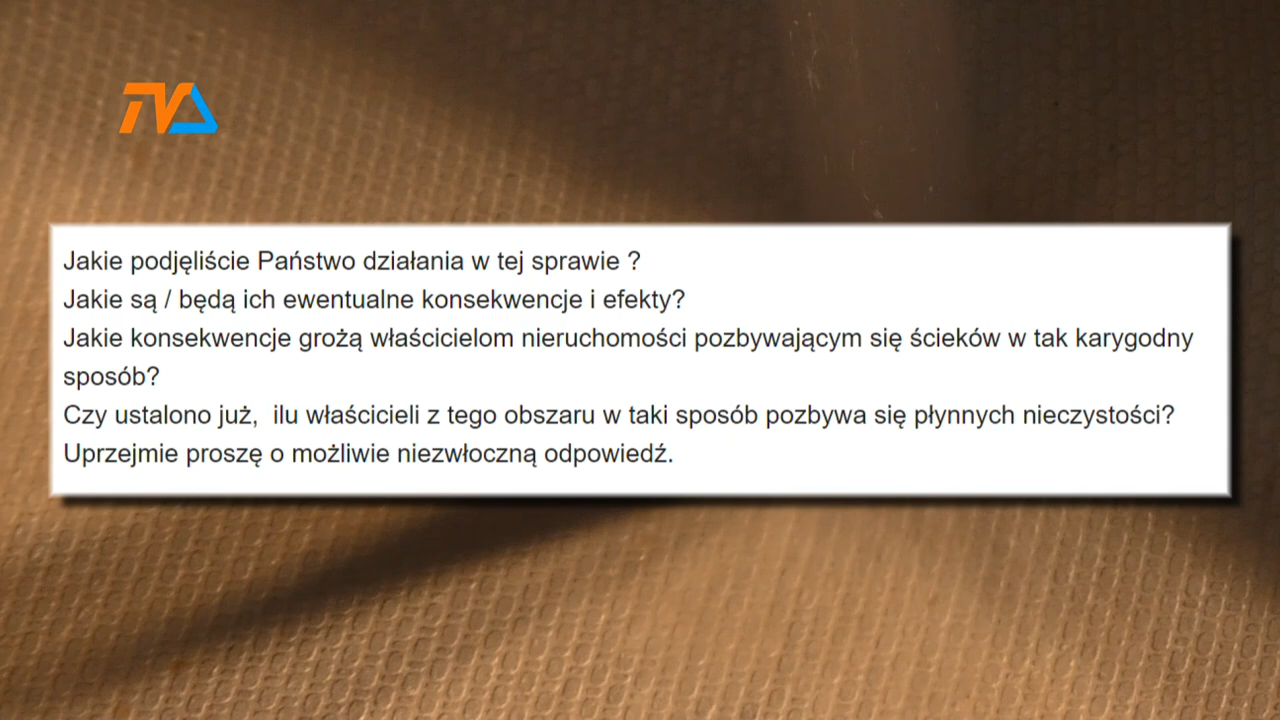 TVA
Jakie podjęliście Państwo działania w tej sprawie ?
Jakie są / będą ich ewentualne konsekwencje i efekty?
Jakie konsekwencje grożą właścicielom nieruchomości pozbywającym się ścieków w tak karygodny
sposób?
Czy ustalono już,  ilu właścicieli z tego obszaru w taki sposób pozbywa się płynnych nieczystości?
Uprzejmie proszę o możliwie niezwłoczną odpowiedź.